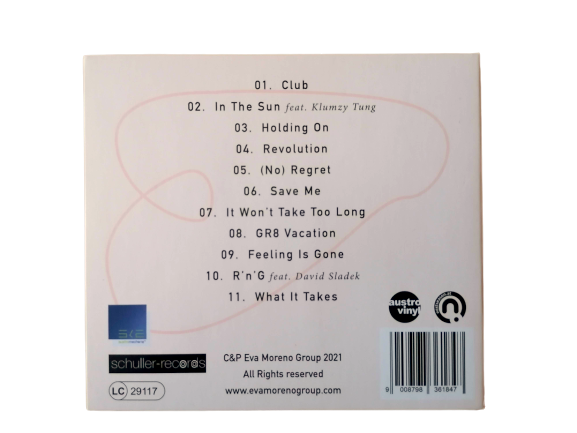 01. Club
02. In The Sun feat. Klumzy Tung
03. Holding On
04. Revolution
05. (No) Regret
06. Save Me
07. It Won't Take Too Long
08. GR8 Vacation
09. Feeling Is Gone
10. R'n'G feat. David Sladek
11. What It Takes
SKE
austro vinyl
schuller-records
LC 29117
C&P Eva Moreno Group 2021
All Rights reserved
www.evamorenogroup.com
9 008798 361847